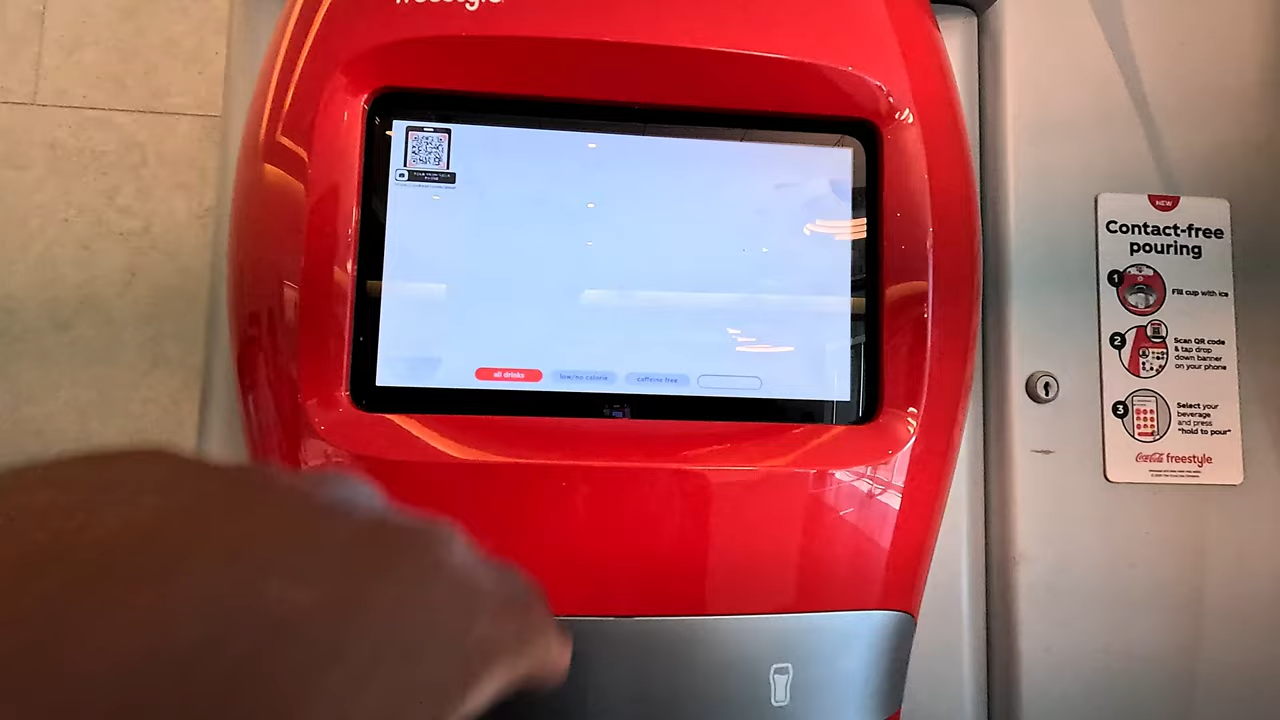 freestyle
all drinks
low/no calorie
caffeine free
NEW
Contact-free
pouring
1
Fill cup with ice
2
Scan QR code
& tap drop
down banner
on your phone
3
Select your
beverage
and press
"hold to pour"
Coca-Cola freestyle